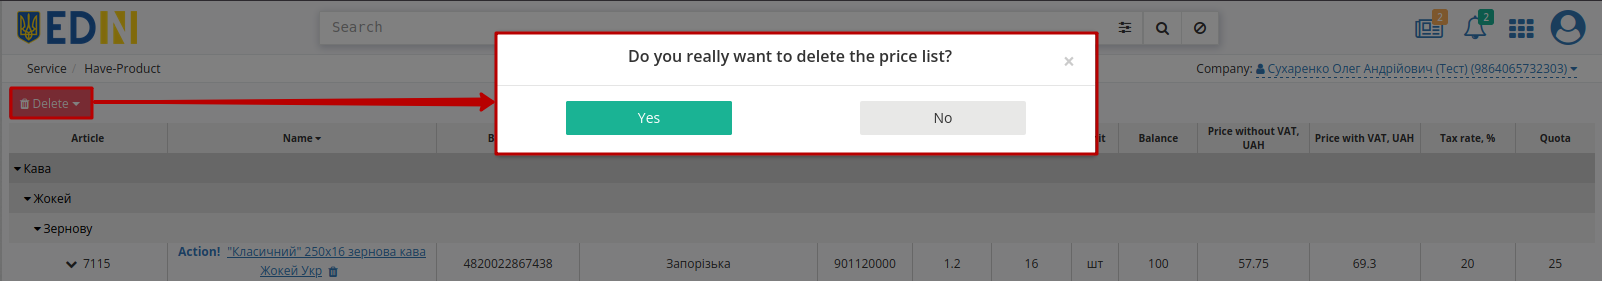 EDIN
Search
2
2
Do you really want to delete the price list?
×
Service / Have-Product
Company: Сухаренко Олег Андрійович (Тест) (9864065732303)
Delete
Yes
No
Article
Name
Balance
Price without VAT, UAH
Price with VAT, UAH
Tax rate, %
Quota
Кава
Жокей
Зернову
7115
Action! "Класичний" 250х16 зернова кава
Жокей Укр
4820022867438
Запорізька
901120000
1.2
16
шт
100
57.75
69.3
20
25